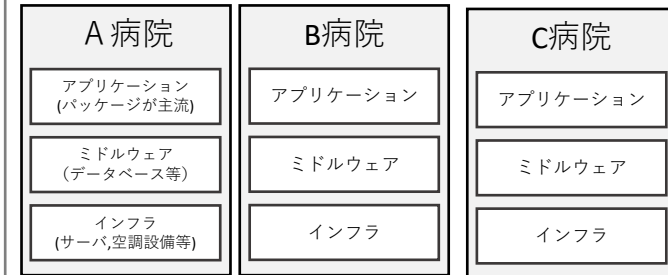 A病院
アプリケーション
(パッケージが主流)
ミドルウェア
（データベース等）
インフラ
(サーバ,空調設備等)
B病院
アプリケーション
ミドルウェア
インフラ
C病院
アプリケーション
ミドルウェア
インフラ